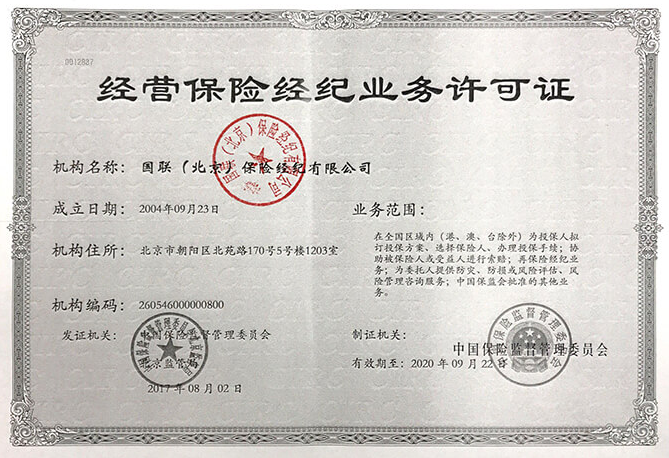 0012887
经营保险经纪业务许可证
机构名称: 国联(北京)保险经纪有限公司
成立日期: 2004年09月23日
机构住所: 北京市朝阳区北苑路170号5号楼1203室
机构编码: 260546000000800
业务范围:
在全国区域内(港、澳、台除外)为投保人拟
订投保方案、选择保险人、办理投保手续;协
助被保险人或受益人进行索赔;再保险经纪业
务;为委托人提供防灾、防损或风险评估、风
险管理咨询服务;中国保监会批准的其他业
务。
发证机关: 中国保险监督管理委员会
北京监管局
2017年08月02日
制证机关:
中国保险监督管理委员会
有效期至: 2020年09月22日
国联(北京)保险经纪有限公司
中国保险监督管理委员会